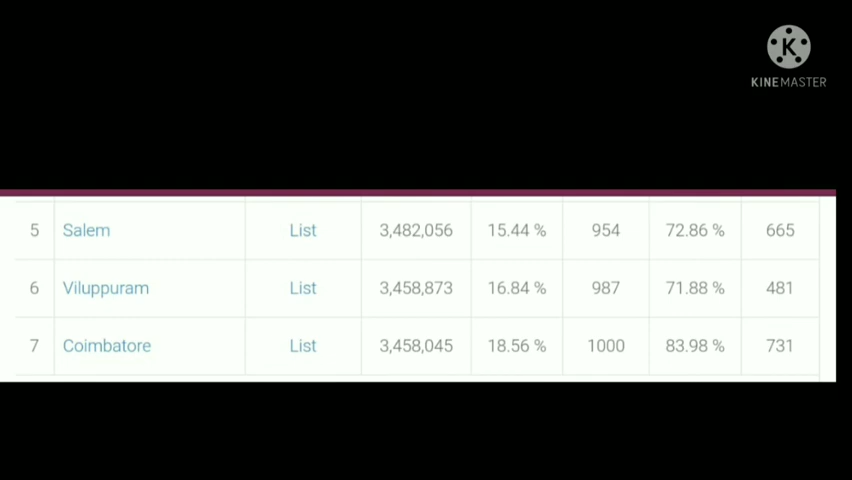 K
KINEMASTER
5 Salem List 3,482,056 15.44 % 954 72.86 % 665
6 Viluppuram List 3,458,873 16.84 % 987 71.88 % 481
7 Coimbatore List 3,458,045 18.56 % 1000 83.98 % 731